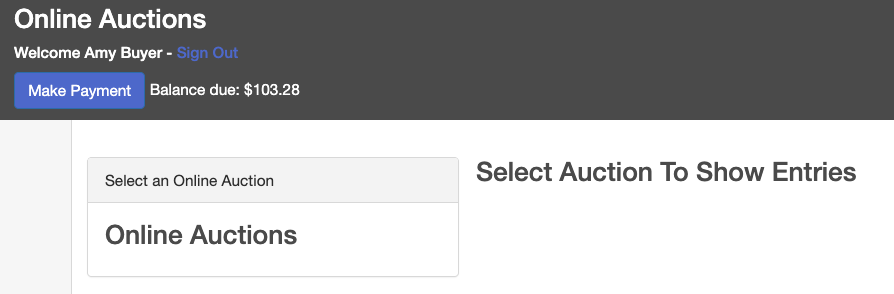 Online Auctions
Welcome Amy Buyer - Sign Out
Make Payment Balance due: $103.28
Select an Online Auction
Online Auctions
Select Auction To Show Entries